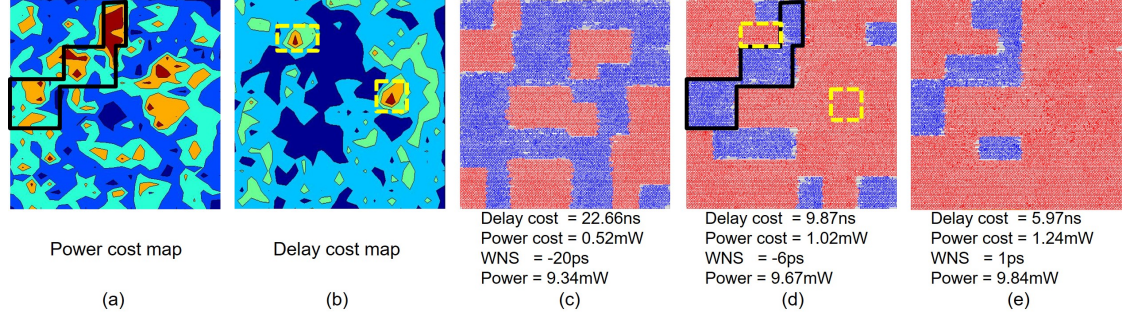 Power cost map
(a)
Delay cost map
(b)
Delay cost = 22.66ns
Power cost = 0.52mW
WNS = -20ps
Power = 9.34mW
(c)
Delay cost = 9.87ns
Power cost = 1.02mW
WNS = -6ps
Power = 9.67mW
(d)
Delay cost = 5.97ns
Power cost = 1.24mW
WNS = 1ps
Power = 9.84mW
(e)